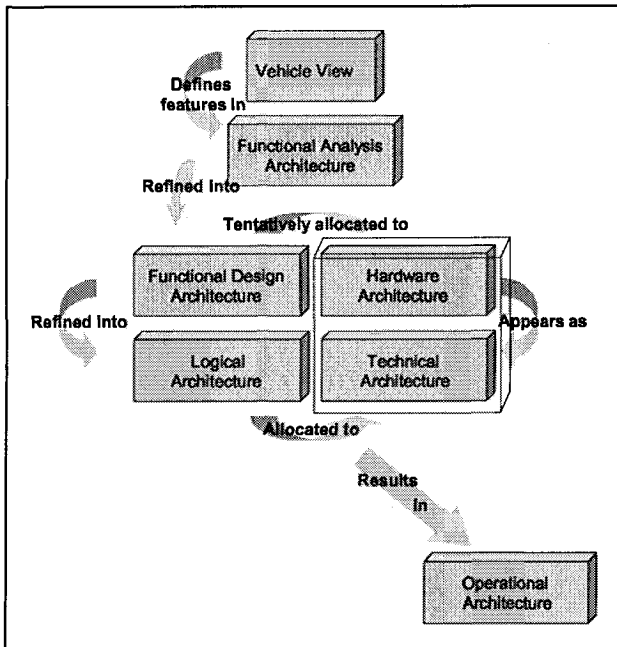 Vehicle View
Defines
features in
Functional Analysis
Architecture
Refined Into
Tentatively allocated to
Functional Design
Architecture
Hardware
Architecture
Refined Into
Appears as
Logical
Architecture
Technical
Architecture
Allocated to
Results
in
Operational
Architecture